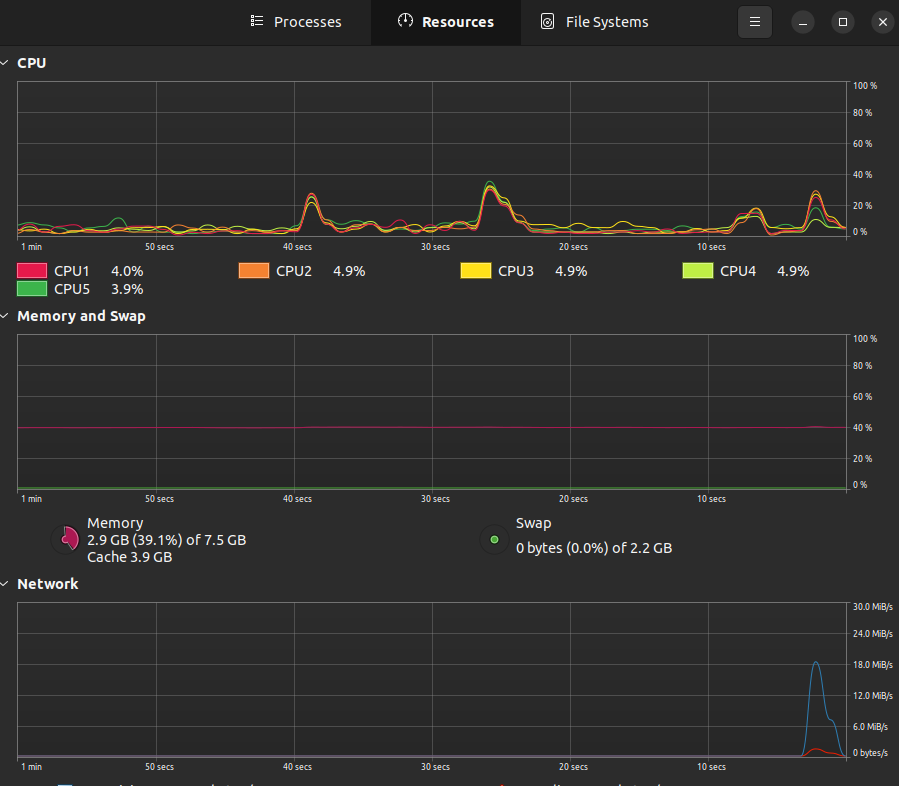 Processes Resources File Systems
CPU
100 %
80 %
60 %
40 %
20 %
0 %
1 min 50 secs 40 secs 30 secs 20 secs 10 secs
CPU1 4.0% CPU2 4.9% CPU3 4.9% CPU4 4.9%
CPU5 3.9%
Memory and Swap
100 %
80 %
60 %
40 %
20 %
0 %
1 min 50 secs 40 secs 30 secs 20 secs 10 secs
Memory
2.9 GB (39.1%) of 7.5 GB
Cache 3.9 GB
Swap
0 bytes (0.0%) of 2.2 GB
Network
30.0 MiB/s
24.0 MiB/s
18.0 MiB/s
12.0 MiB/s
6.0 MiB/s
0 bytes/s
1 min 50 secs 40 secs 30 secs 20 secs 10 secs